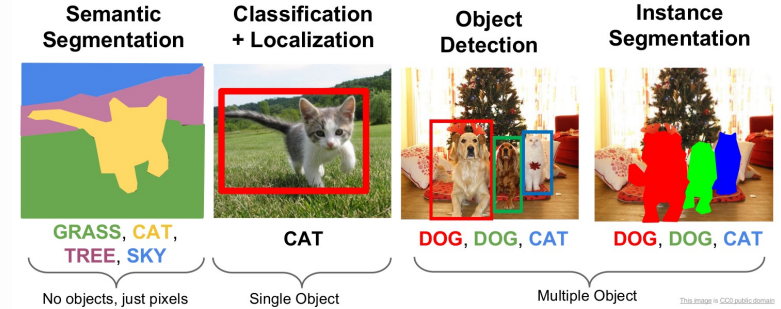 Semantic
Segmentation
Classification
+ Localization
Object
Detection
Instance
Segmentation
GRASS, CAT,
TREE, SKY
CAT
DOG, DOG, CAT
DOG, DOG, CAT
No objects, just pixels
Single Object
Multiple Object
This image is CC0 public domain